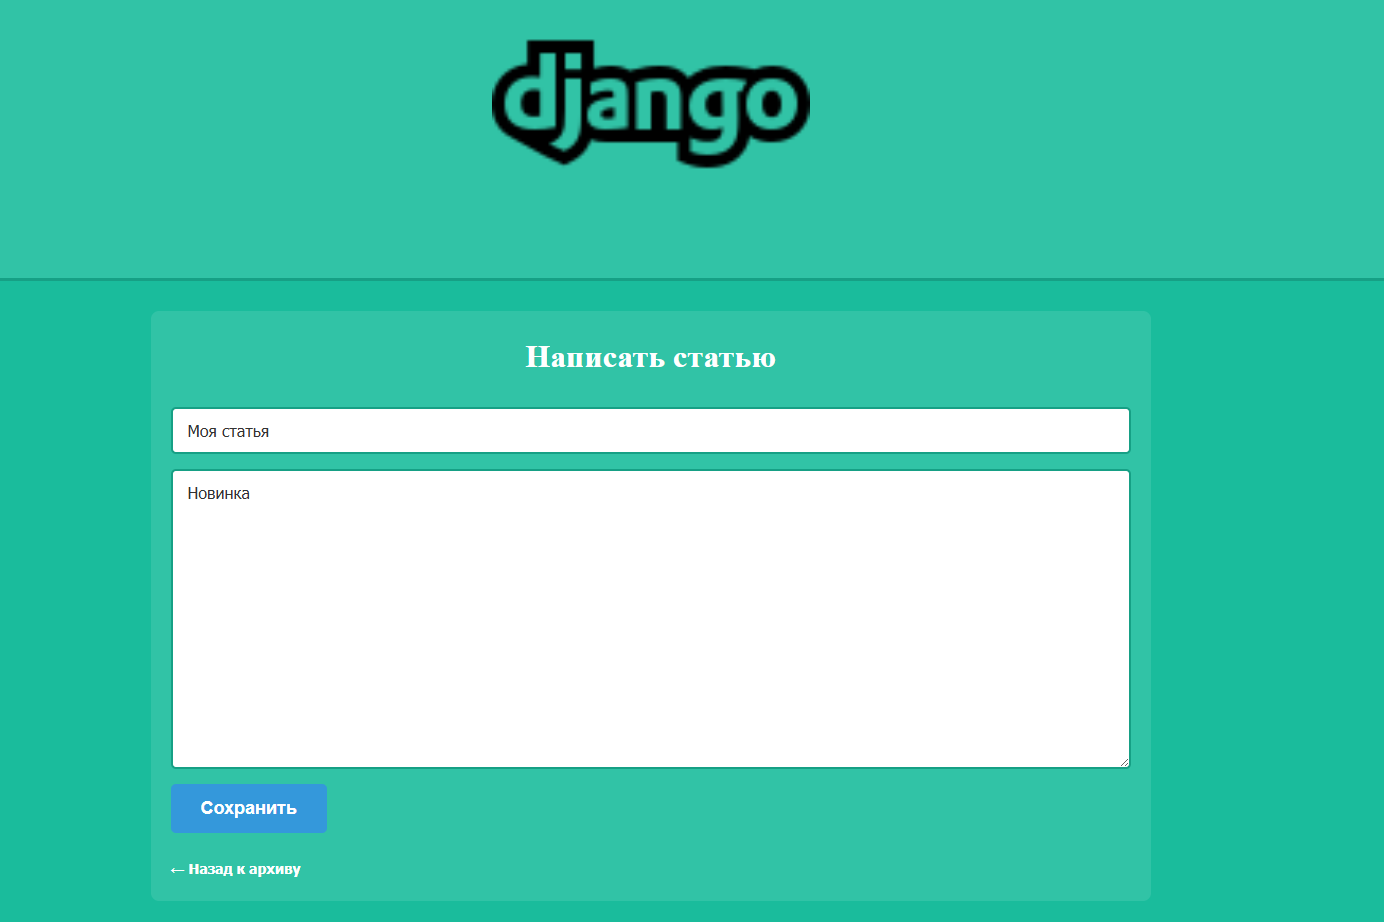 django
Написать статью
Моя статья
Новинка
Сохранить
← Назад к архиву